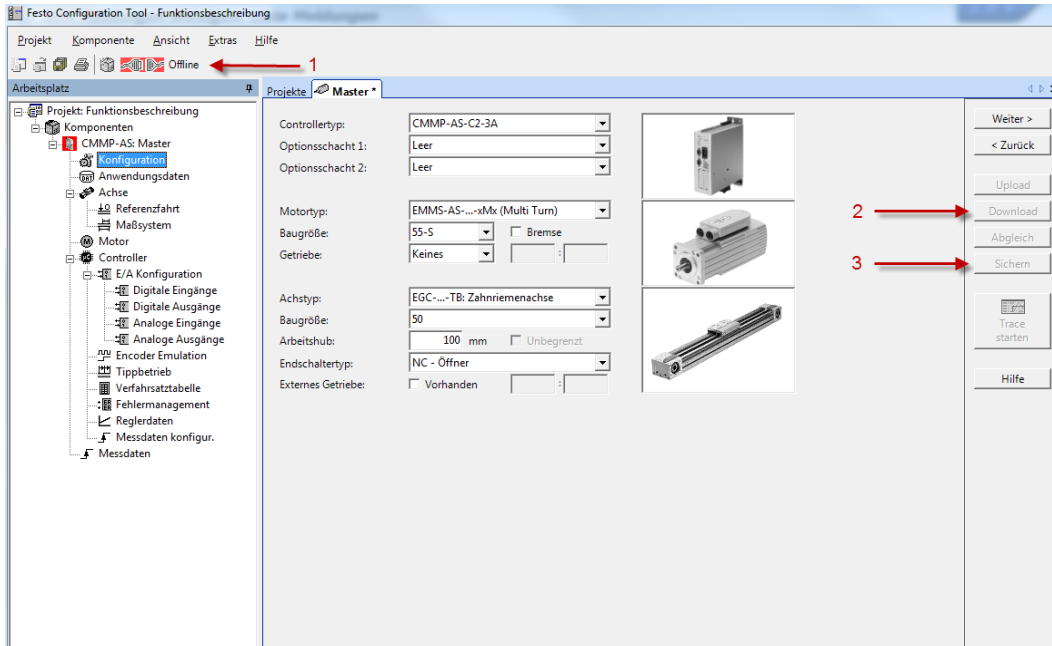 Festo Configuration Tool - Funktionsbeschreibung
Projekt Komponente Ansicht Extras Hilfe
Offline 1
Arbeitsplatz
Projekte Master *
Projekt: Funktionsbeschreibung
Komponenten
CMMP-AS: Master
Konfiguration
Anwendungsdaten
Achse
Referenzfahrt
Maßsystem
Motor
Controller
E/A Konfiguration
Digitale Eingänge
Digitale Ausgänge
Analoge Eingänge
Analoge Ausgänge
Encoder Emulation
Tippbetrieb
Verfahrsatztabelle
Fehlermanagement
Reglerdaten
Messdaten konfigur.
Messdaten
Controllertyp: CMMP-AS-C2-3A
Optionsschacht 1: Leer
Optionsschacht 2: Leer
Motortyp: EMMS-AS-...-xMx (Multi Turn)
Baugröße: 55-S Bremse
Getriebe: Keines :
Achstyp: EGC-...-TB: Zahnriemenachse
Baugröße: 50
Arbeitshub: 100 mm Unbegrenzt
Endschaltertyp: NC - Öffner
Externes Getriebe: Vorhanden :
Weiter >
< Zurück
Upload
2 Download
Abgleich
3 Sichern
Trace
starten
Hilfe